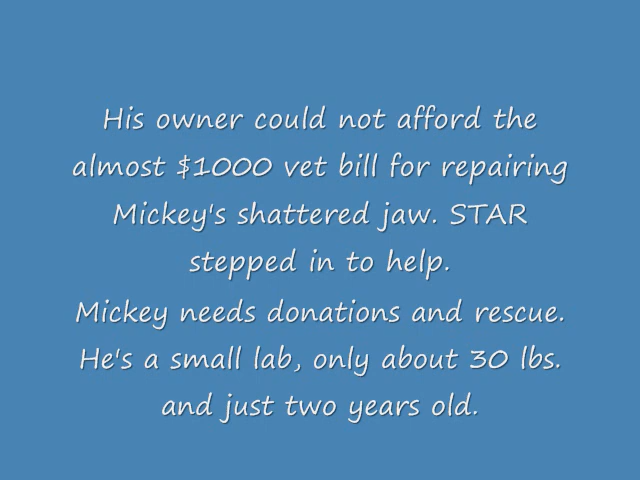 His owner could not afford the
almost $1000 vet bill for repairing
Mickey's shattered jaw. STAR
stepped in to help.
Mickey needs donations and rescue.
He's a small lab, only about 30 lbs.
and just two years old.